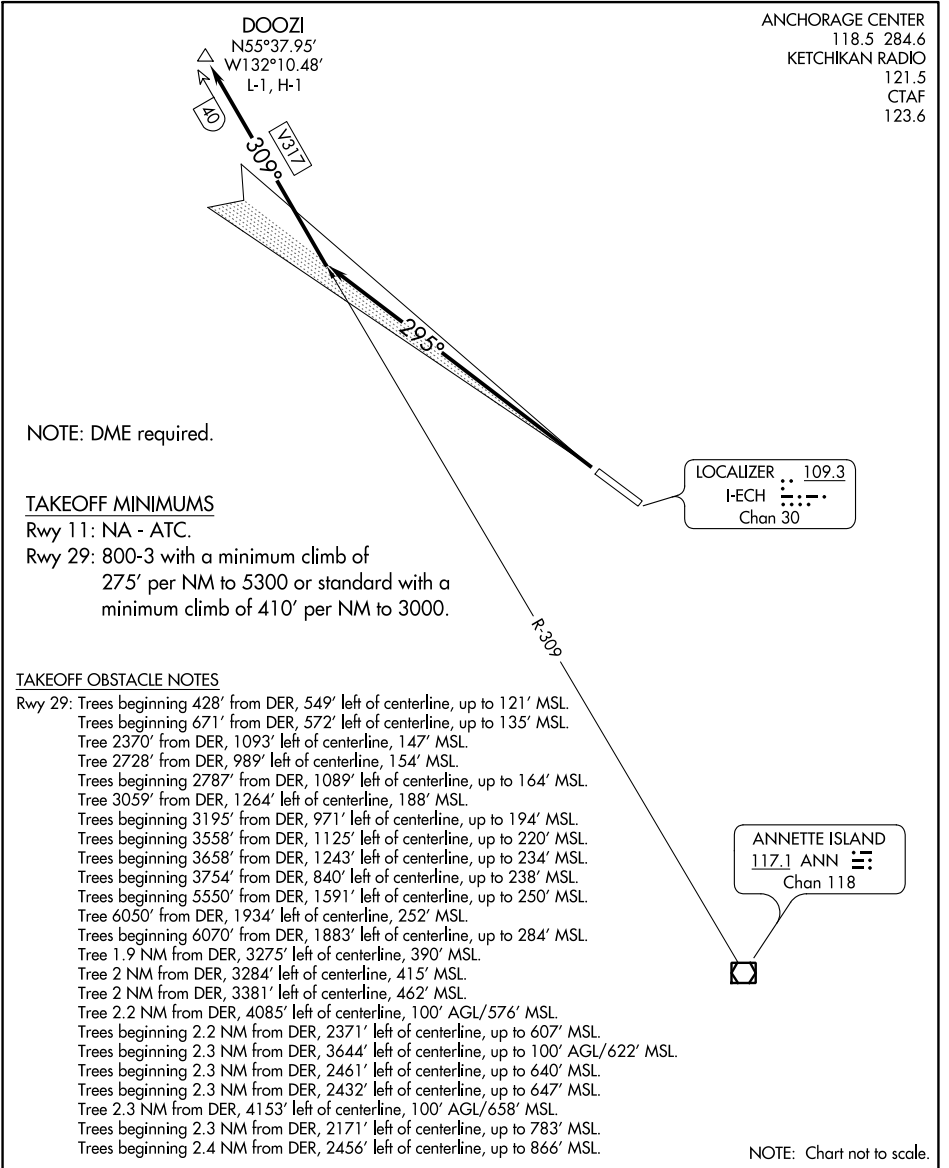 DOOZI
N55°37.95′
W132°10.48′
L-1, H-1
ANCHORAGE CENTER
118.5 284.6
KETCHIKAN RADIO
121.5
CTAF
123.6
40
309°
V317
295°
NOTE: DME required.
LOCALIZER 109.3
I-ECH
Chan 30
TAKEOFF MINIMUMS
Rwy 11: NA - ATC.
Rwy 29: 800-3 with a minimum climb of
275′ per NM to 5300 or standard with a
minimum climb of 410′ per NM to 3000.
R-309
TAKEOFF OBSTACLE NOTES
Rwy 29: Trees beginning 428′ from DER, 549′ left of centerline, up to 121′ MSL.
Trees beginning 671′ from DER, 572′ left of centerline, up to 135′ MSL.
Tree 2370′ from DER, 1093′ left of centerline, 147′ MSL.
Tree 2728′ from DER, 989′ left of centerline, 154′ MSL.
Trees beginning 2787′ from DER, 1089′ left of centerline, up to 164′ MSL.
Tree 3059′ from DER, 1264′ left of centerline, 188′ MSL.
Trees beginning 3195′ from DER, 971′ left of centerline, up to 194′ MSL.
Trees beginning 3558′ from DER, 1125′ left of centerline, up to 220′ MSL.
Trees beginning 3658′ from DER, 1243′ left of centerline, up to 234′ MSL.
Trees beginning 3754′ from DER, 840′ left of centerline, up to 238′ MSL.
Trees beginning 5550′ from DER, 1591′ left of centerline, up to 250′ MSL.
Tree 6050′ from DER, 1934′ left of centerline, 252′ MSL.
Trees beginning 6070′ from DER, 1883′ left of centerline, up to 284′ MSL.
Tree 1.9 NM from DER, 3275′ left of centerline, 390′ MSL.
Tree 2 NM from DER, 3284′ left of centerline, 415′ MSL.
Tree 2 NM from DER, 3381′ left of centerline, 462′ MSL.
Tree 2.2 NM from DER, 4085′ left of centerline, 100′ AGL/576′ MSL.
Trees beginning 2.2 NM from DER, 2371′ left of centerline, up to 607′ MSL.
Trees beginning 2.3 NM from DER, 3644′ left of centerline, up to 100′ AGL/622′ MSL.
Trees beginning 2.3 NM from DER, 2461′ left of centerline, up to 640′ MSL.
Trees beginning 2.3 NM from DER, 2432′ left of centerline, up to 647′ MSL.
Tree 2.3 NM from DER, 4153′ left of centerline, 100′ AGL/658′ MSL.
Trees beginning 2.3 NM from DER, 2171′ left of centerline, up to 783′ MSL.
Trees beginning 2.4 NM from DER, 2456′ left of centerline, up to 866′ MSL.
ANNETTE ISLAND
117.1 ANN
Chan 118
NOTE: Chart not to scale.